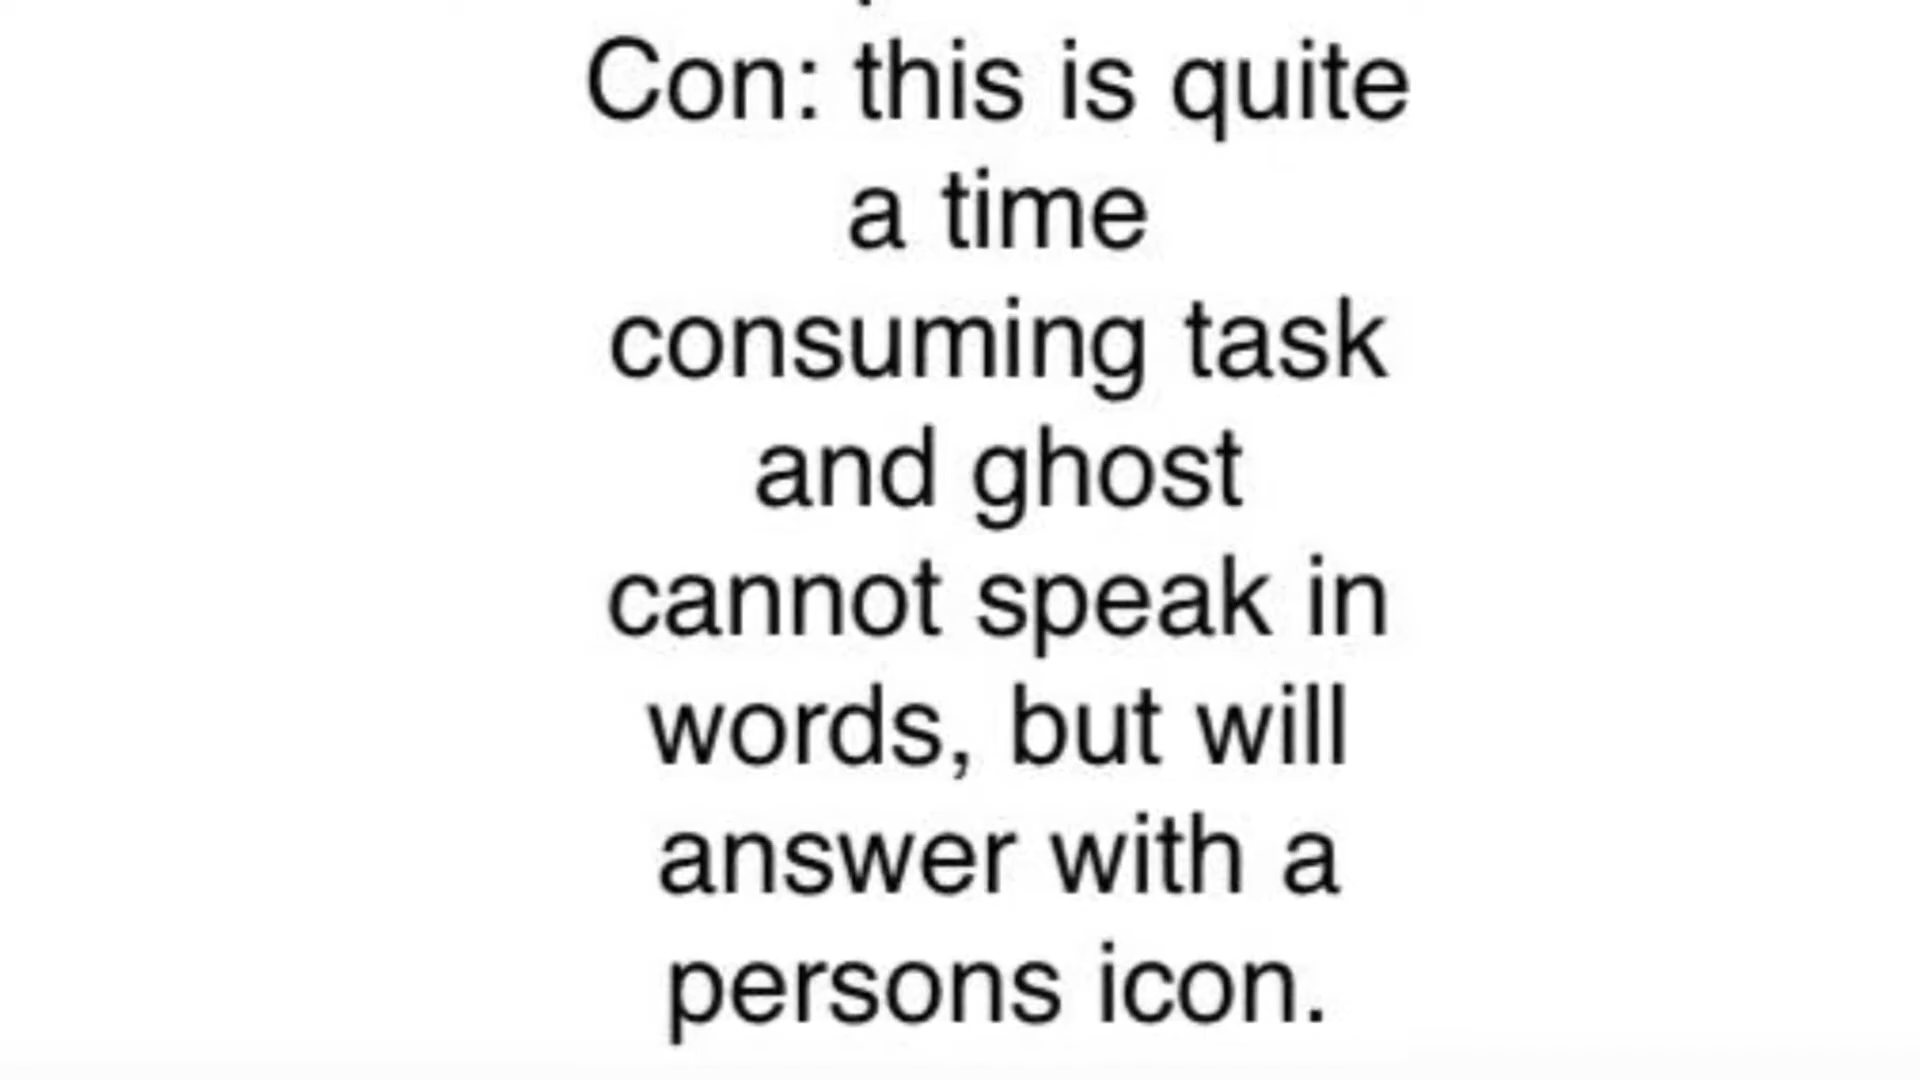 Con: this is quite
a time
consuming task
and ghost
cannot speak in
words, but will
answer with a
persons icon.